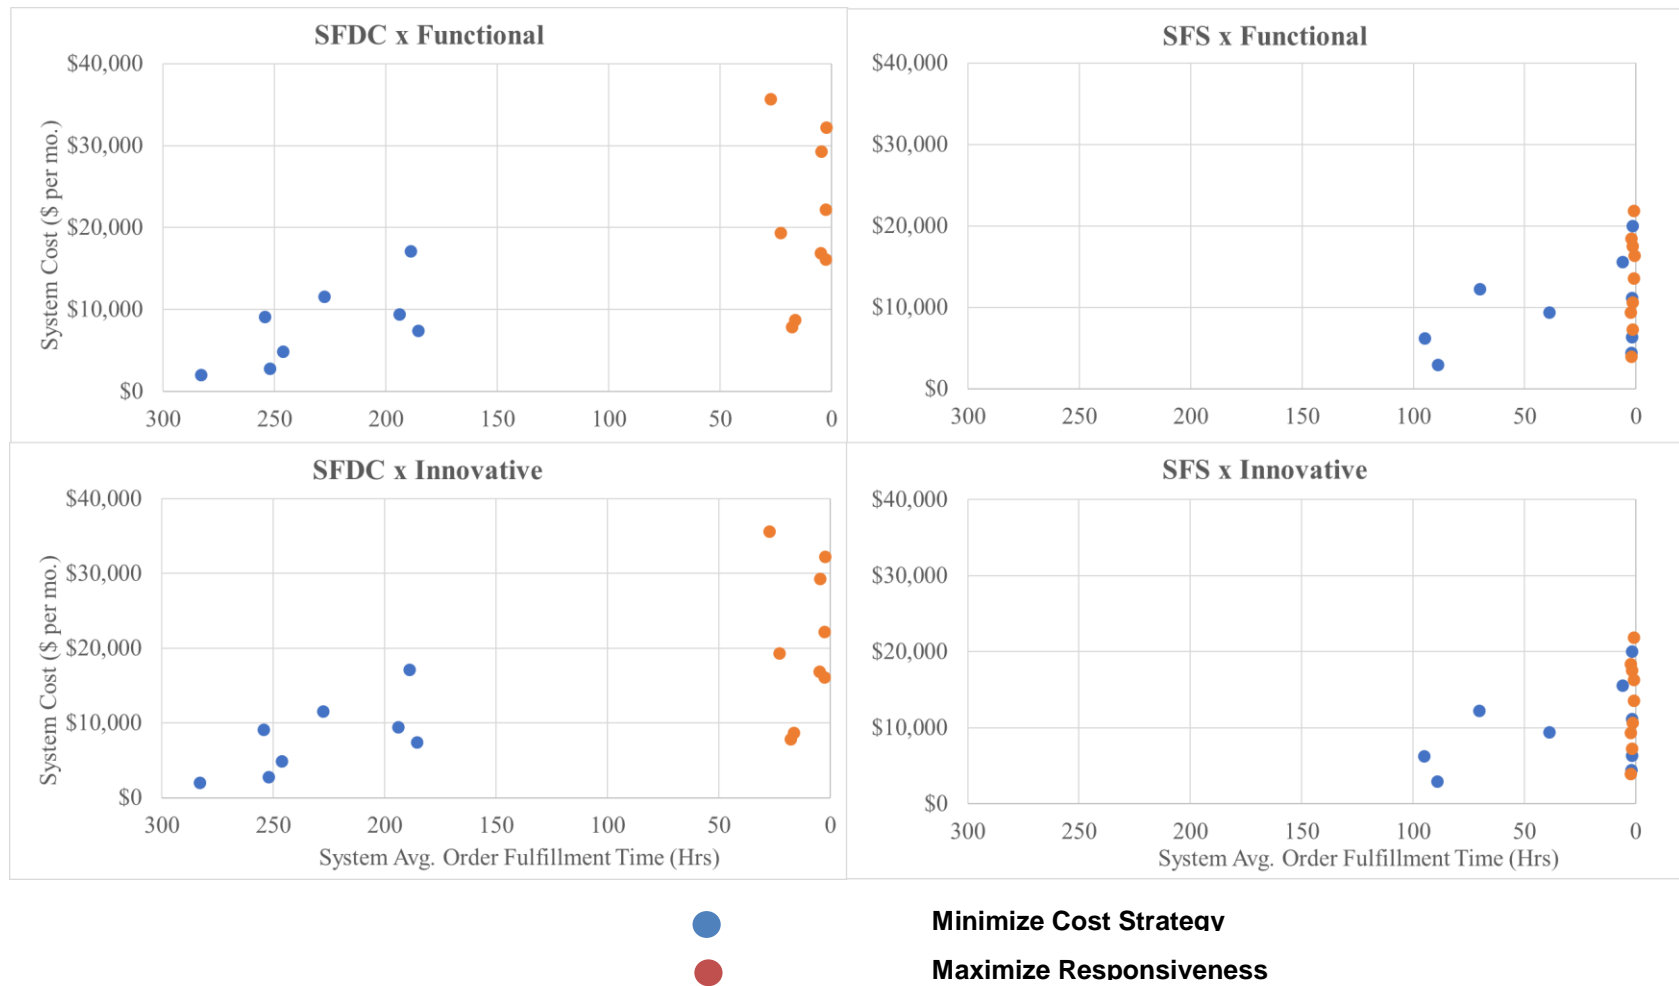 SFDC x Functional
$40,000
$30,000
$20,000
$10,000
$0
System Cost ($ per mo.)
300 250 200 150 100 50 0
SFS x Functional
$40,000
$30,000
$20,000
$10,000
$0
300 250 200 150 100 50 0
SFDC x Innovative
$40,000
$30,000
$20,000
$10,000
$0
System Cost ($ per mo.)
300 250 200 150 100 50 0
System Avg. Order Fulfillment Time (Hrs)
SFS x Innovative
$40,000
$30,000
$20,000
$10,000
$0
300 250 200 150 100 50 0
System Avg. Order Fulfillment Time (Hrs)
Minimize Cost Strategy
Maximize Responsiveness